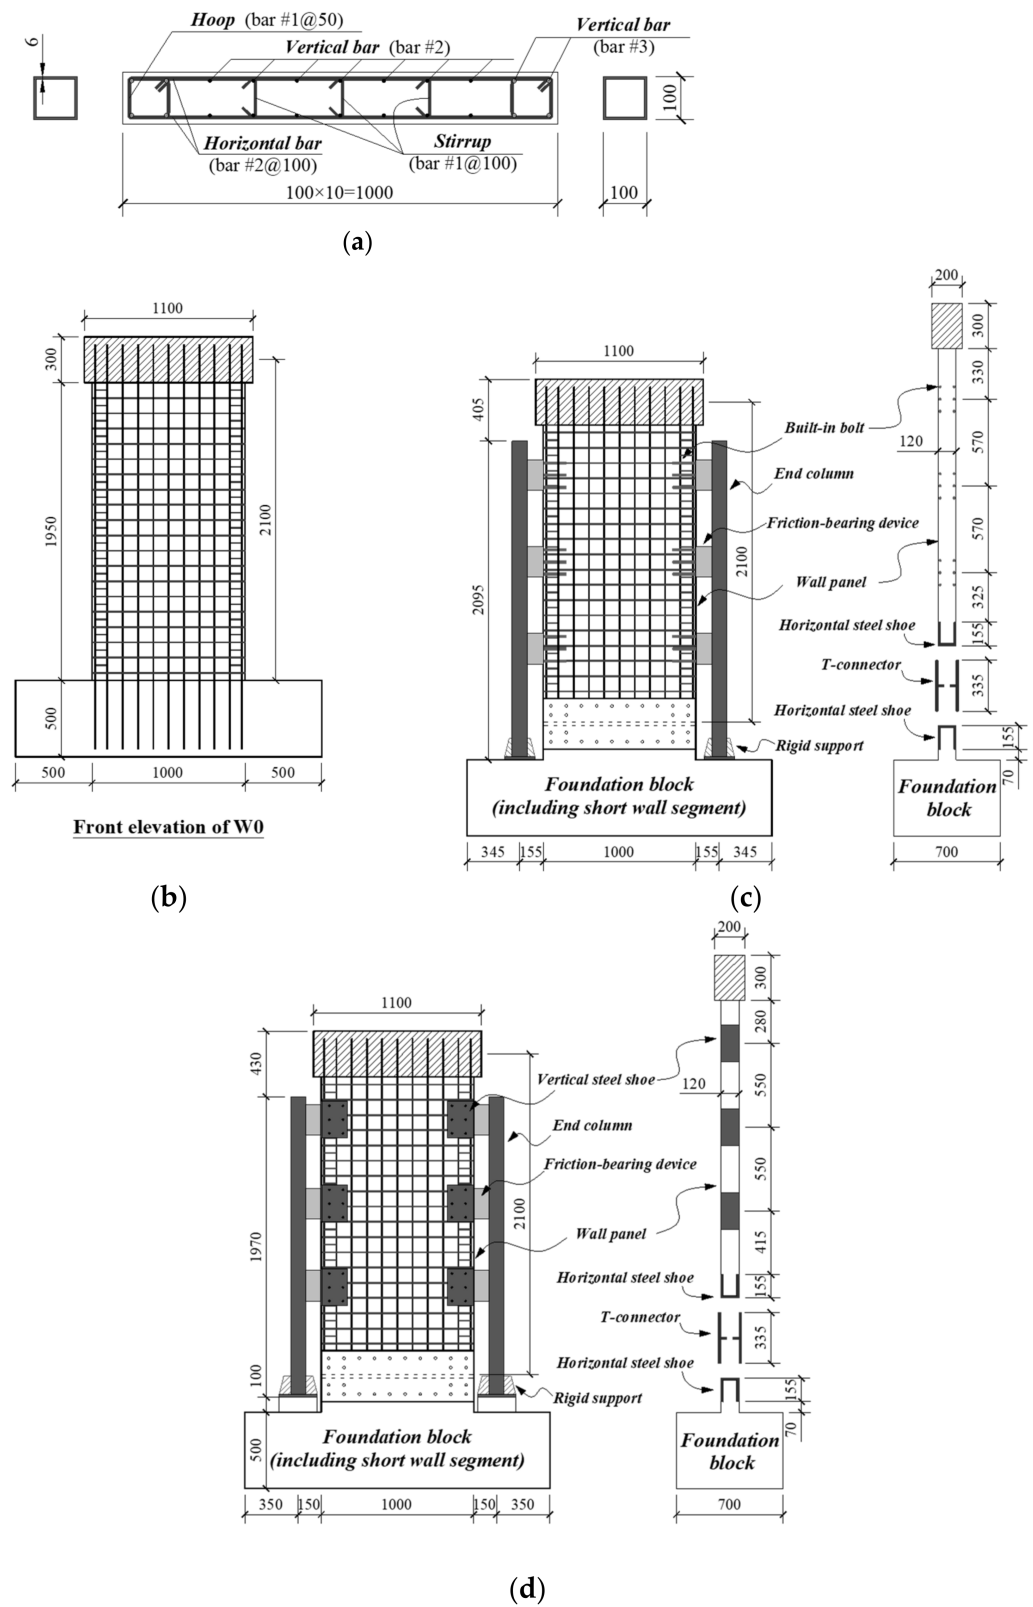 Hoop (bar #1@50)
Vertical bar (bar #2)
Vertical bar
(bar #3)
6
Horizontal bar
(bar #2@100)
Stirrup
(bar #1@100)
100×10=1000
100
100
(a)
1100
300
1950
2100
500
500
1000
500
Front elevation of W0
(b)
1100
405
2095
2100
Built-in bolt
End column
Friction-bearing device
Wall panel
Horizontal steel shoe
T-connector
Horizontal steel shoe
Rigid support
Foundation block
(including short wall segment)
345
155
1000
155
345
200
300
330
120
570
570
325
155
335
155
70
Foundation
block
700
(c)
1100
430
1970
100
500
2100
Vertical steel shoe
End column
Friction-bearing device
Wall panel
Horizontal steel shoe
T-connector
Horizontal steel shoe
Rigid support
Foundation block
(including short wall segment)
350
150
1000
150
350
200
300
280
120
550
550
415
155
335
155
70
Foundation
block
700
(d)